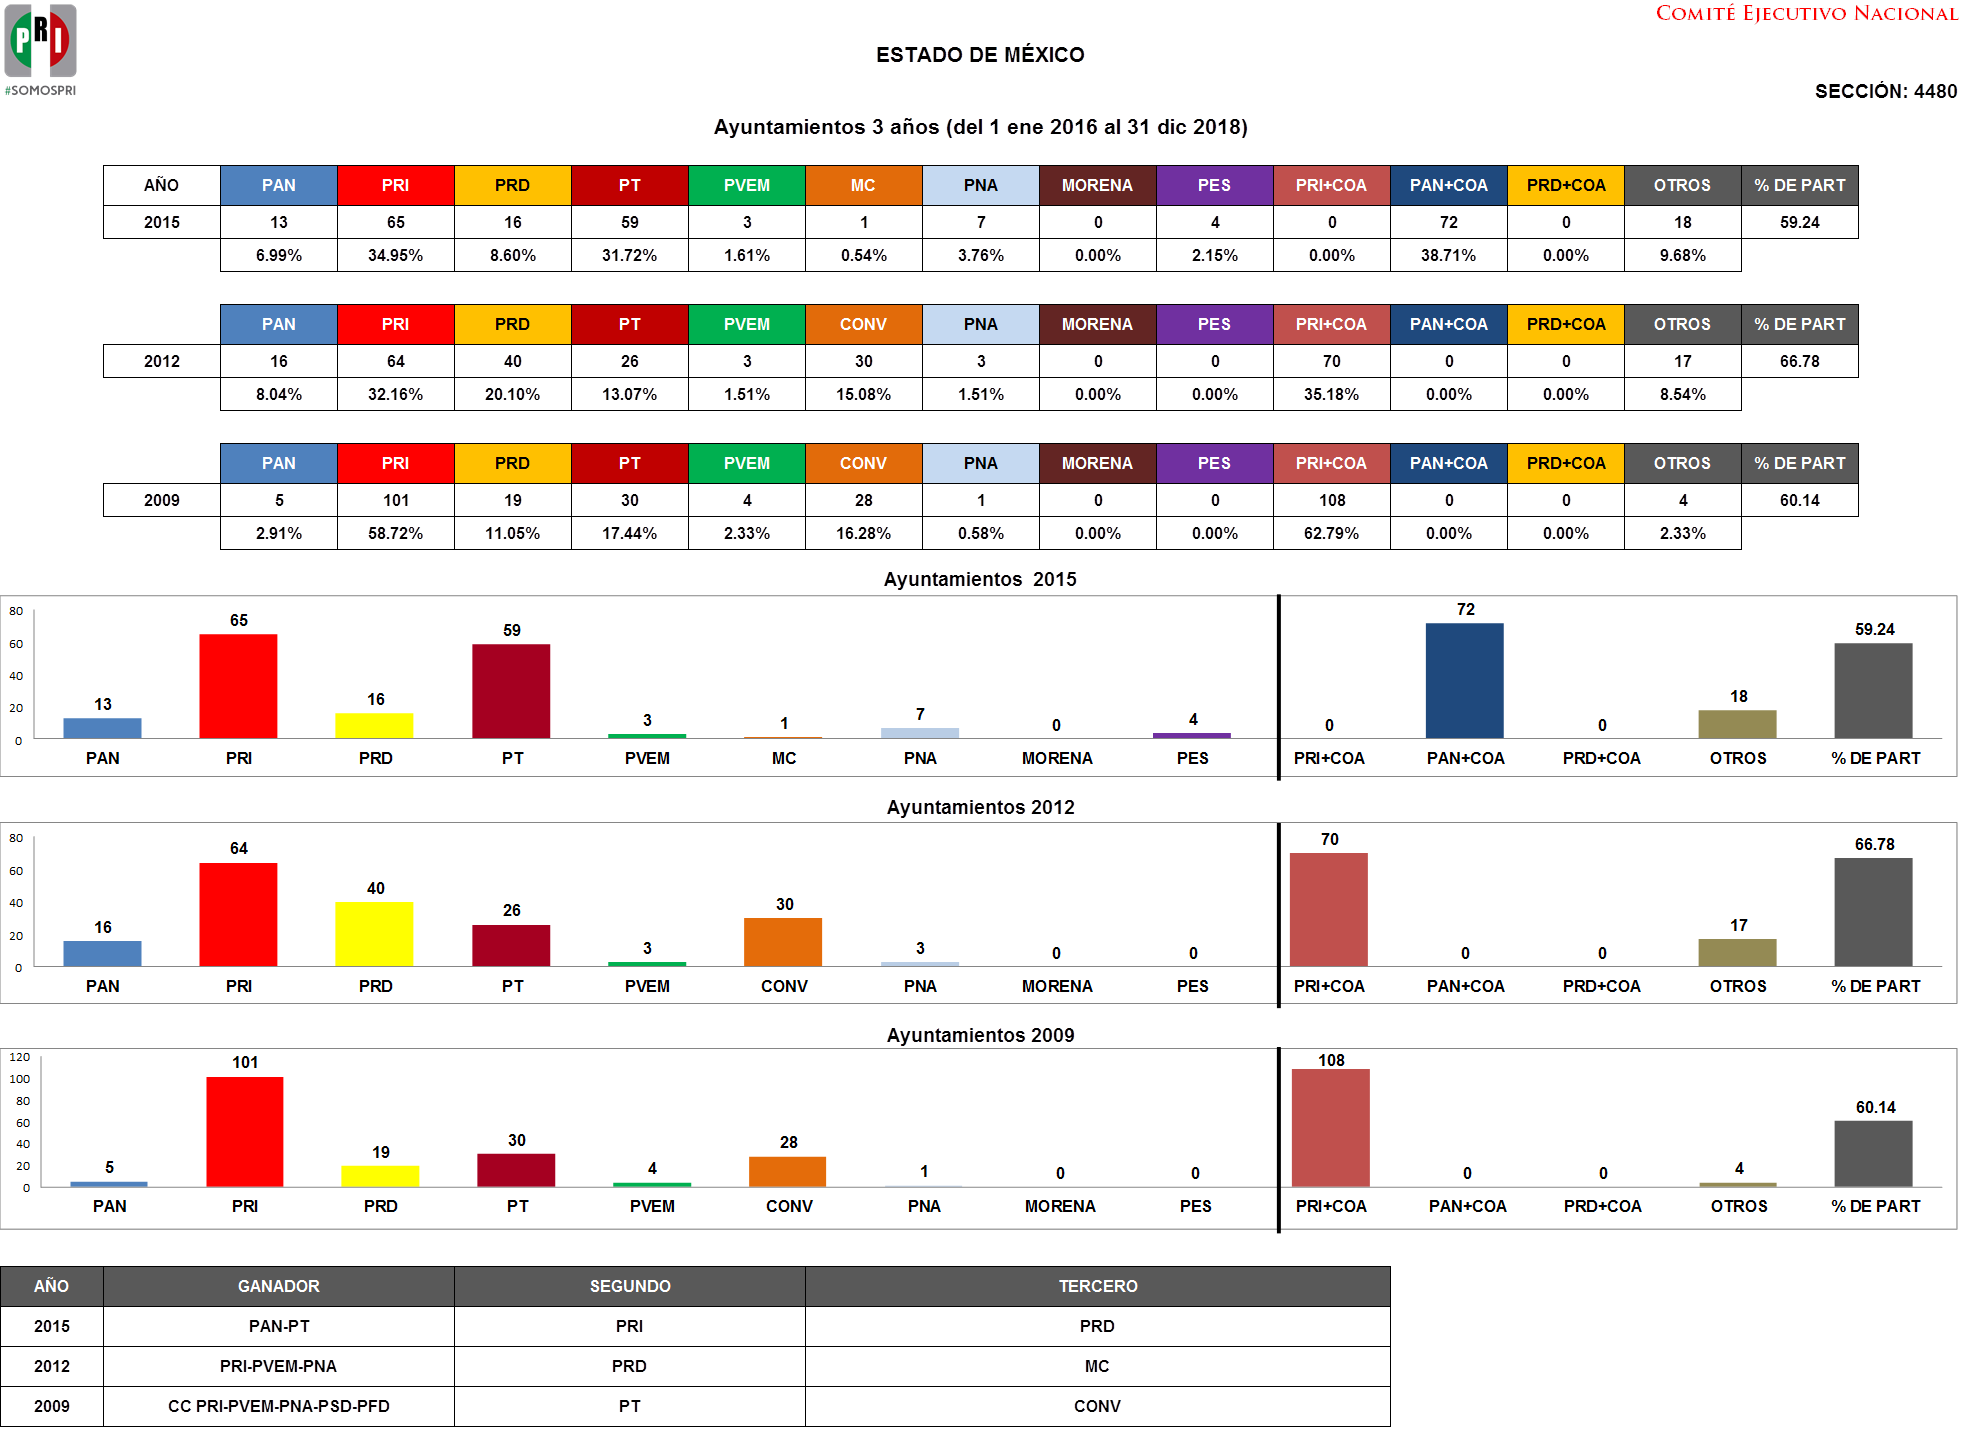 PRI
#SOMOSPRI
COMITÉ EJECUTIVO NACIONAL
ESTADO DE MÉXICO
SECCIÓN: 4480
Ayuntamientos 3 años (del 1 ene 2016 al 31 dic 2018)
AÑO PAN PRI PRD PT PVEM MC PNA MORENA PES PRI+COA PAN+COA PRD+COA OTROS % DE PART
2015 13 65 16 59 3 1 7 0 4 0 72 0 18 59.24
6.99% 34.95% 8.60% 31.72% 1.61% 0.54% 3.76% 0.00% 2.15% 0.00% 38.71% 0.00% 9.68%
PAN PRI PRD PT PVEM CONV PNA MORENA PES PRI+COA PAN+COA PRD+COA OTROS % DE PART
2012 16 64 40 26 3 30 3 0 0 70 0 0 17 66.78
8.04% 32.16% 20.10% 13.07% 1.51% 15.08% 1.51% 0.00% 0.00% 35.18% 0.00% 0.00% 8.54%
PAN PRI PRD PT PVEM CONV PNA MORENA PES PRI+COA PAN+COA PRD+COA OTROS % DE PART
2009 5 101 19 30 4 28 1 0 0 108 0 0 4 60.14
2.91% 58.72% 11.05% 17.44% 2.33% 16.28% 0.58% 0.00% 0.00% 62.79% 0.00% 0.00% 2.33%
Ayuntamientos 2015
80
60
40
20
0
13 65 16 59 3 1 7 0 4 0 72 0 18 59.24
PAN PRI PRD PT PVEM MC PNA MORENA PES PRI+COA PAN+COA PRD+COA OTROS % DE PART
Ayuntamientos 2012
80
60
40
20
0
16 64 40 26 3 30 3 0 0 70 0 0 17 66.78
PAN PRI PRD PT PVEM CONV PNA MORENA PES PRI+COA PAN+COA PRD+COA OTROS % DE PART
Ayuntamientos 2009
120
100
80
60
40
20
0
5 101 19 30 4 28 1 0 0 108 0 0 4 60.14
PAN PRI PRD PT PVEM CONV PNA MORENA PES PRI+COA PAN+COA PRD+COA OTROS % DE PART
AÑO GANADOR SEGUNDO TERCERO
2015 PAN-PT PRI PRD
2012 PRI-PVEM-PNA PRD MC
2009 CC PRI-PVEM-PNA-PSD-PFD PT CONV